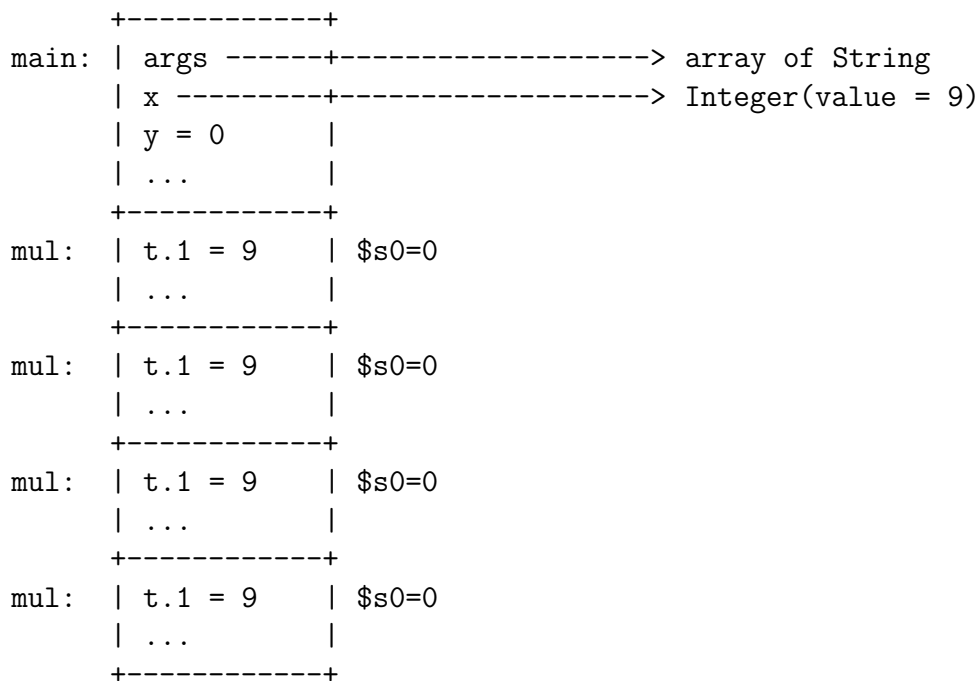 +------------+
main: | args ------+-------------------> array of String
     | x ---------+-------------------> Integer(value = 9)
     | y = 0      |
     | ...        |
     +------------+
mul:  | t.1 = 9    | $s0=0
     | ...        |
     +------------+
mul:  | t.1 = 9    | $s0=0
     | ...        |
     +------------+
mul:  | t.1 = 9    | $s0=0
     | ...        |
     +------------+
mul:  | t.1 = 9    | $s0=0
     | ...        |
     +------------+